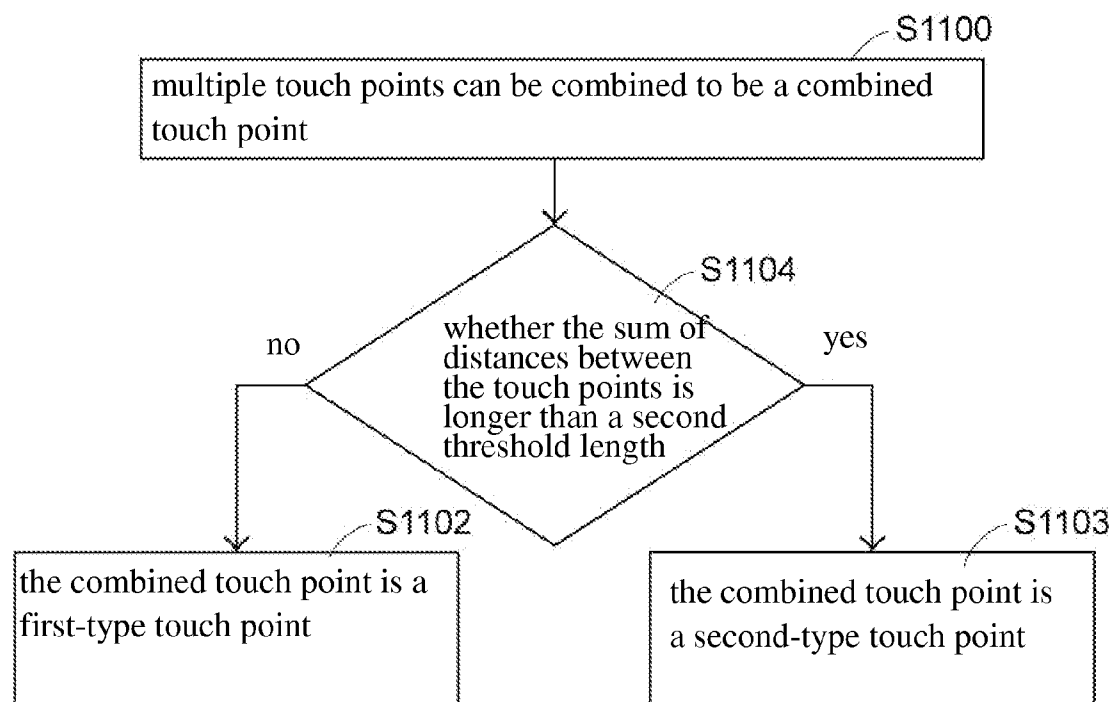 S1100
multiple touch points can be combined to be a combined
touch point
S1104
whether the sum of
distances between
the touch points is
longer than a second
threshold length
no
yes
S1102
the combined touch point is a
first-type touch point
S1103
the combined touch point is
a second-type touch point